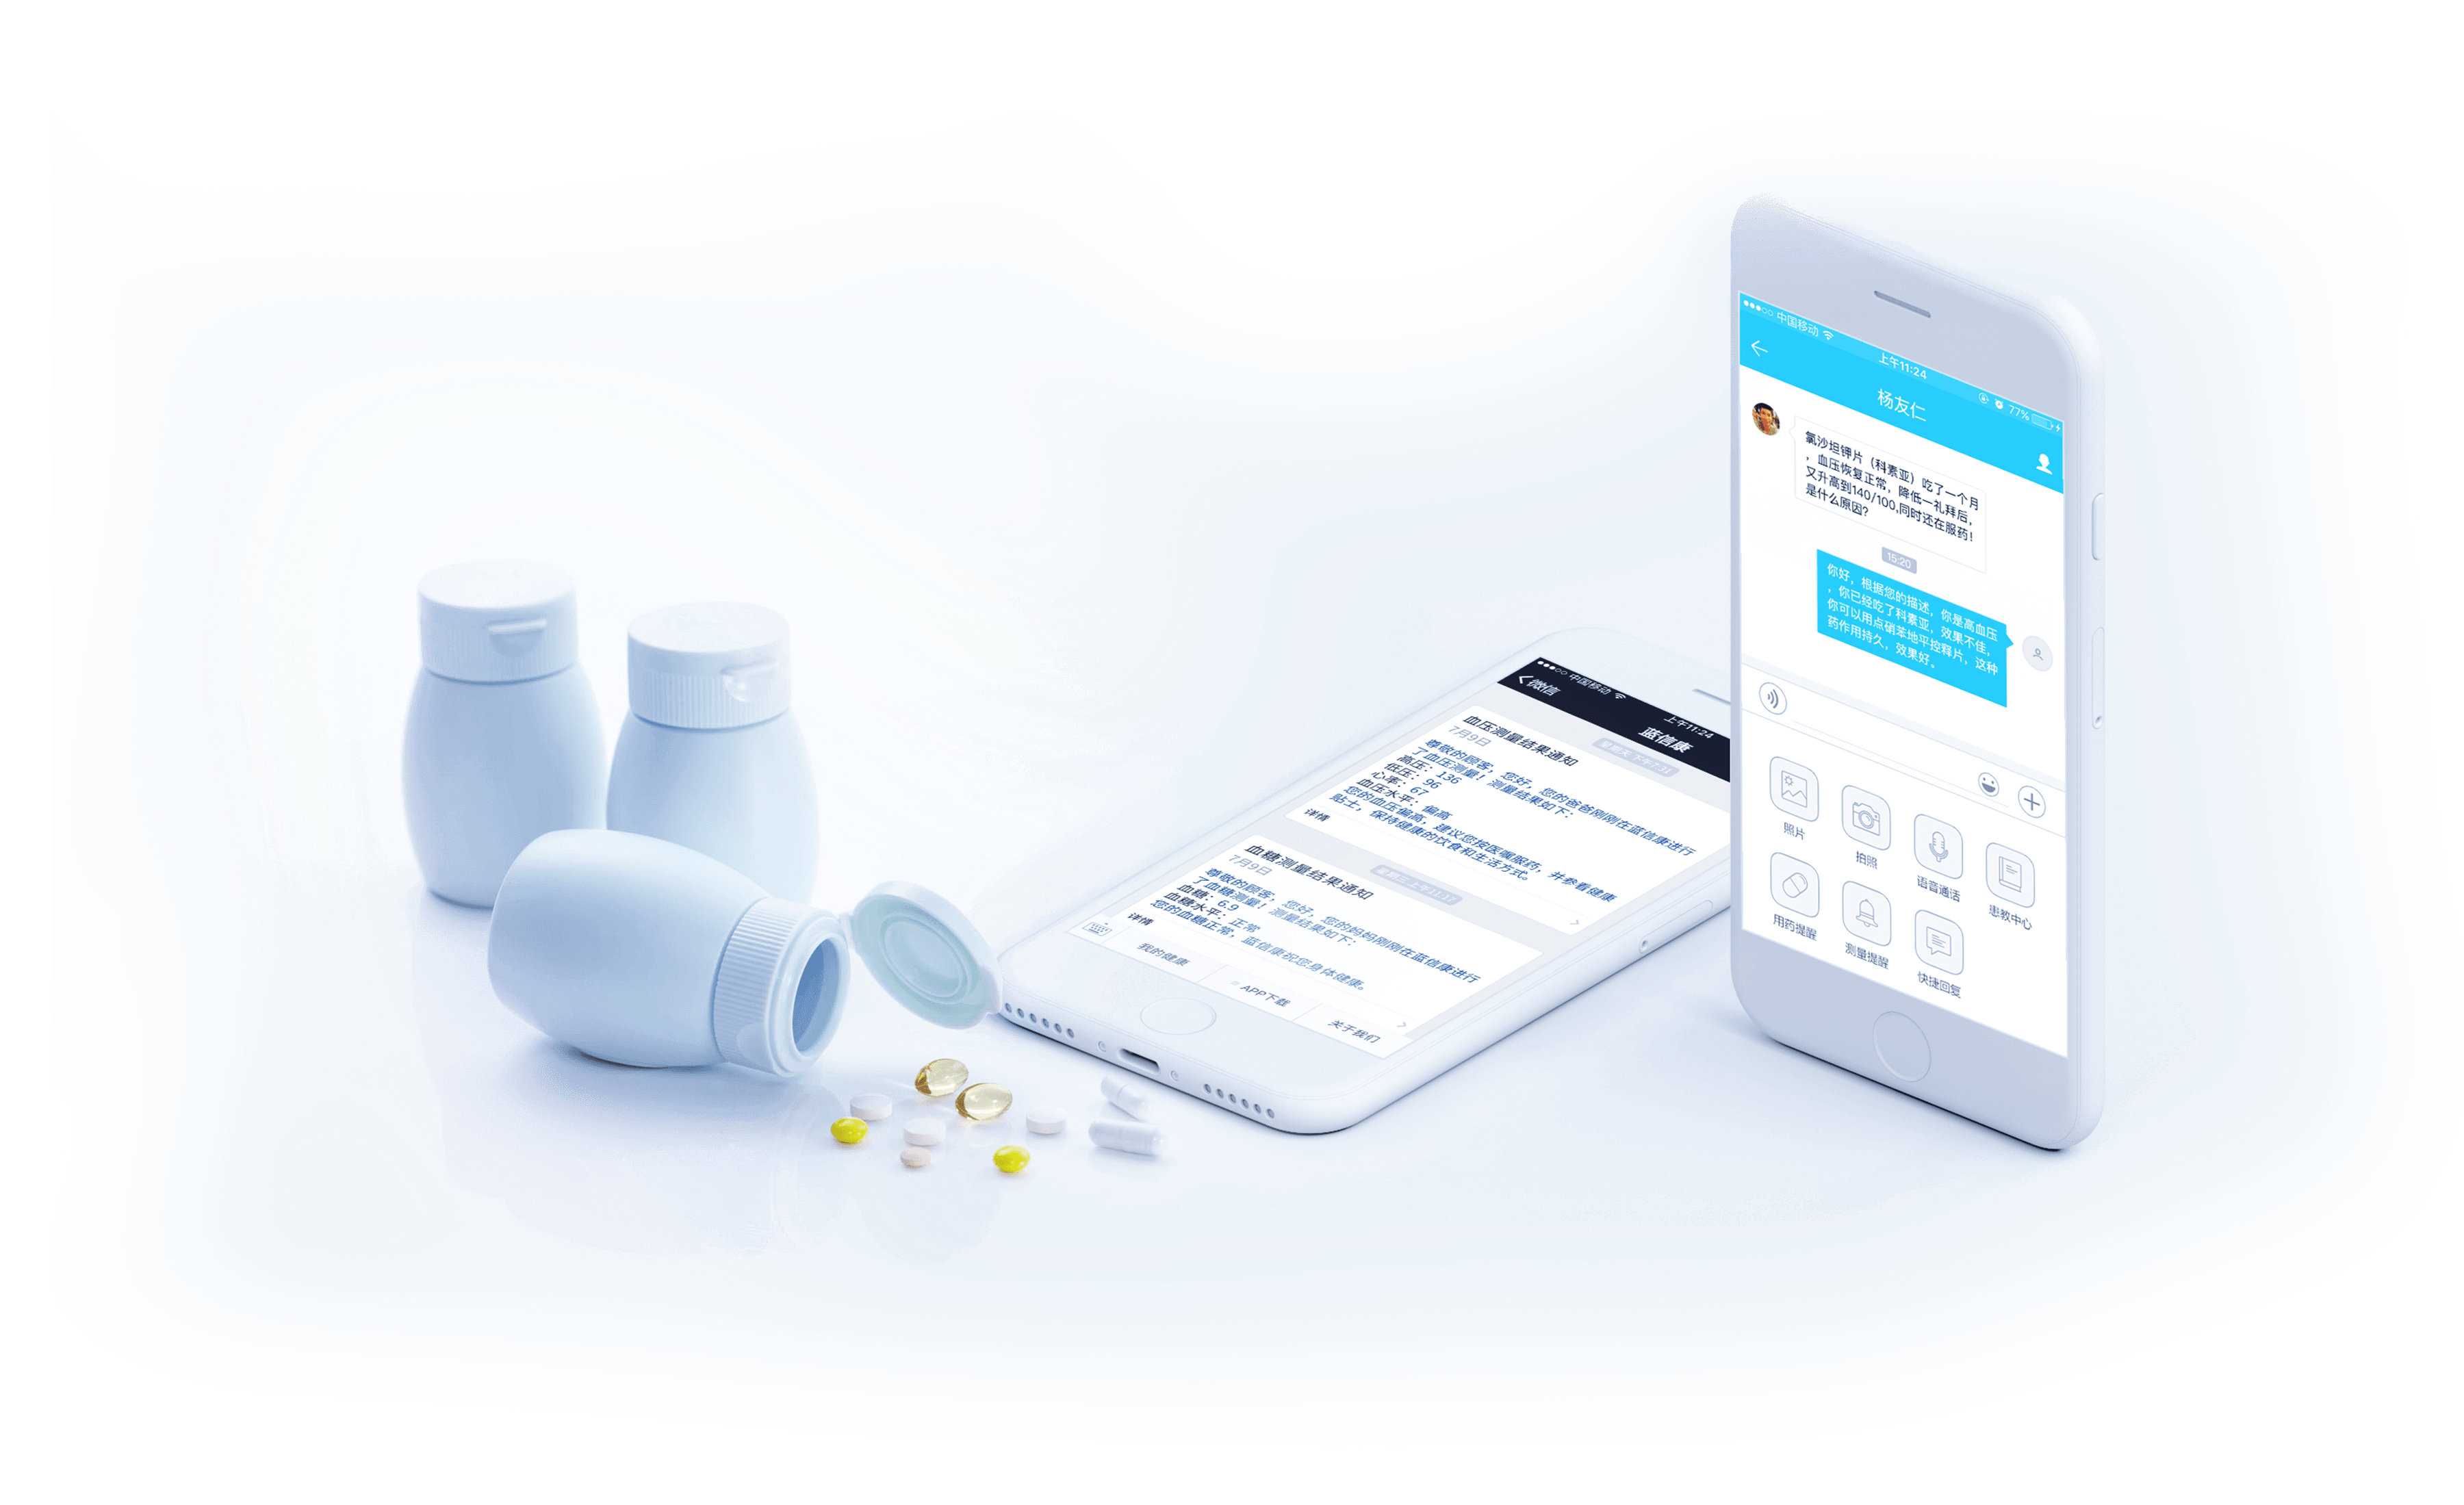 中国移动
上午11:24
77%
杨友仁
氯沙坦钾片（科素亚）吃了一个月
，血压恢复正常，降低一礼拜后，
又升高到140/100,同时还在服药！
是什么原因？
15:20
你好，根据您的描述，你是高血压
，你已经吃了科素亚，效果不佳，
你可以用点硝苯地平控释片，这种
药作用持久，效果好。
照片
拍照
语音通话
患教中心
用药提醒
测量提醒
快捷回复
中国移动
上午11:24
微信
蓝信康
血压测量结果通知
7月9日
尊敬的顾客，您好，您的爸爸刚刚在蓝信康进行
了血压测量！测量结果如下：
高压：136
低压：96
心率：67
血压水平：偏高
您的血压偏高，建议您按医嘱服药，并参看健康
贴士，保持健康的饮食和生活方式。
详情
血糖测量结果通知
7月9日
尊敬的顾客，您好，您的妈妈刚刚在蓝信康进行
了血糖测量！测量结果如下：
血糖：6.9
血糖水平：正常
您的血糖正常，蓝信康祝您身体健康。
详情
我的健康
APP下载
关于我们